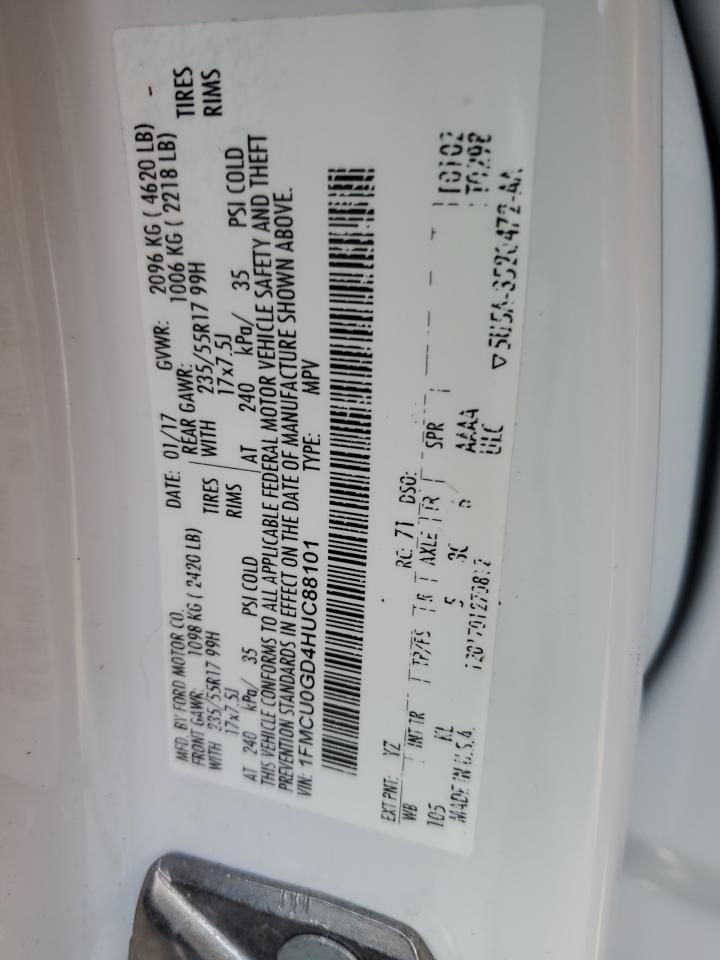 MFD. BY FORD MOTOR CO.
DATE: 01/17 GVWR: 2096 KG ( 4620 LB)
FRONT GAWR: 1098 KG ( 2420 LB)
REAR GAWR: 1006 KG ( 2218 LB)
WITH 235/55R17 99H TIRES
WITH 235/55R17 99H TIRES
17x7.5J RIMS
17x7.5J RIMS
AT 240 kPa/ 35 PSI COLD
AT 240 kPa/ 35 PSI COLD
THIS VEHICLE CONFORMS TO ALL APPLICABLE FEDERAL MOTOR VEHICLE SAFETY AND THEFT
PREVENTION STANDARDS IN EFFECT ON THE DATE OF MANUFACTURE SHOWN ABOVE.
VIN: 1FMCU0GD4HUC88101
TYPE: MPV
EXT PNT: YZ RC: 71 DSO:
WB INT TR TP/PS R AXLE TR SPR
105 KL 5 3C 6 AAAA
MADE IN U.S.A. ULC